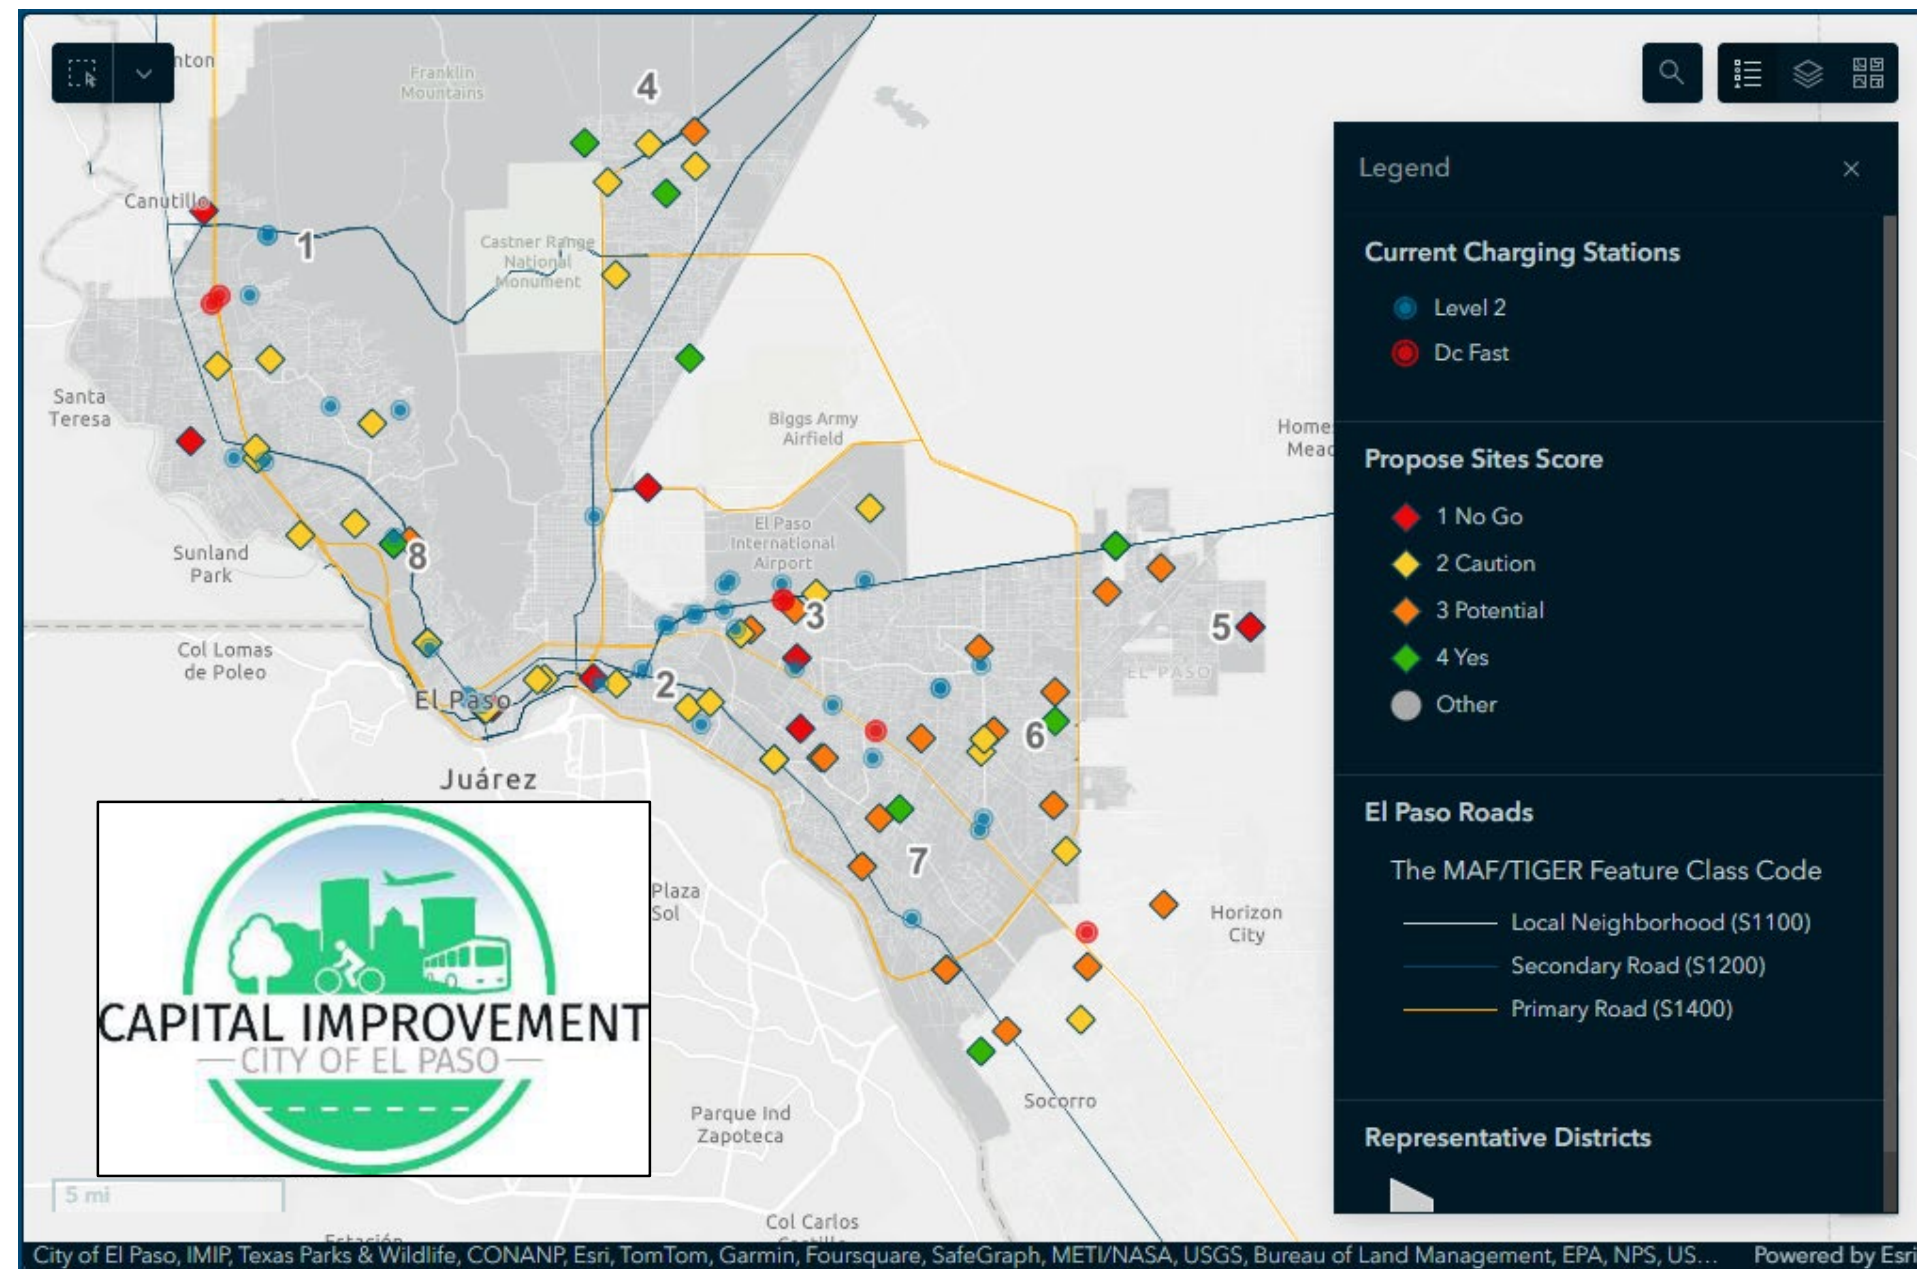 nton
Franklin
Mountains
4
Canutillo
1
Castner Range
National
Monument
Santa
Teresa
Biggs Army
Airfield
Home
Mead
El Paso
International
Airport
Sunland
Park
8
3
5
Col Lomas
de Poleo
EL PASO
2
El Paso
6
Juárez
7
Plaza
Sol
Horizon
City
Socorro
Parque Ind
Zapoteca
Col Carlos
CAPITAL IMPROVEMENT
CITY OF EL PASO
5 mi
Estación
Legend
Current Charging Stations
Level 2
Dc Fast
Propose Sites Score
1 No Go
2 Caution
3 Potential
4 Yes
Other
El Paso Roads
The MAF/TIGER Feature Class Code
Local Neighborhood (S1100)
Secondary Road (S1200)
Primary Road (S1400)
Representative Districts
City of El Paso, IMIP, Texas Parks & Wildlife, CONANP, Esri, TomTom, Garmin, Foursquare, SafeGraph, METI/NASA, USGS, Bureau of Land Management, EPA, NPS, US...
Powered by Esri